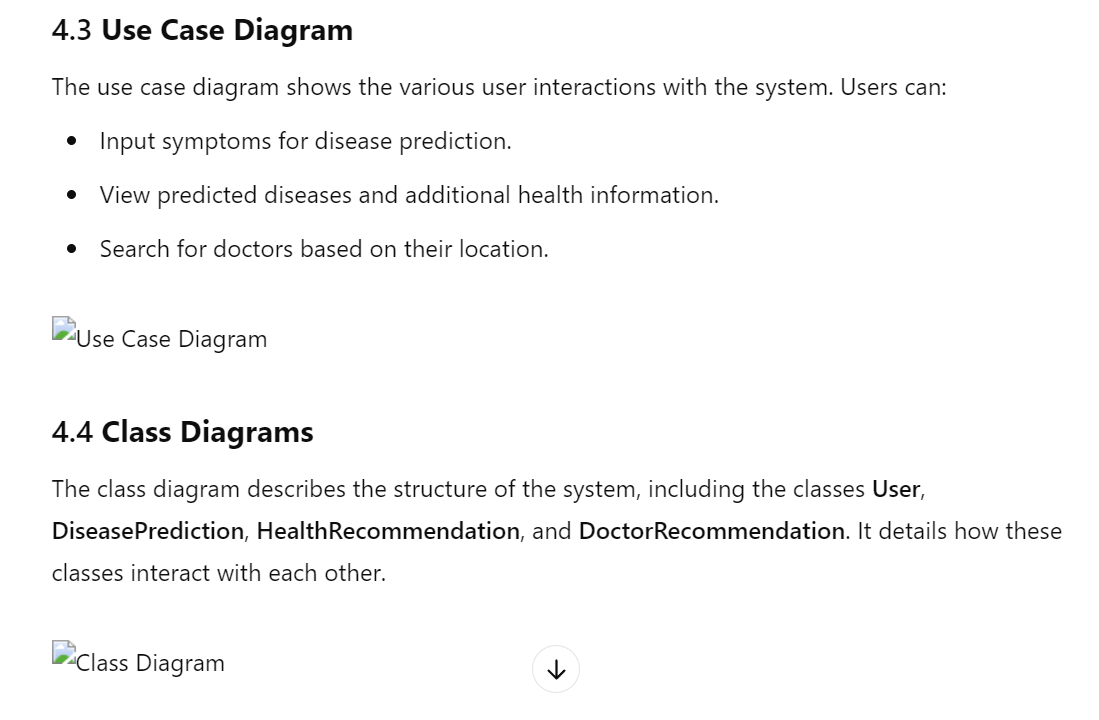 4.3 Use Case Diagram
The use case diagram shows the various user interactions with the system. Users can:
Input symptoms for disease prediction.
View predicted diseases and additional health information.
Search for doctors based on their location.
Use Case Diagram
4.4 Class Diagrams
The class diagram describes the structure of the system, including the classes User,
DiseasePrediction, HealthRecommendation, and DoctorRecommendation. It details how these
classes interact with each other.
Class Diagram